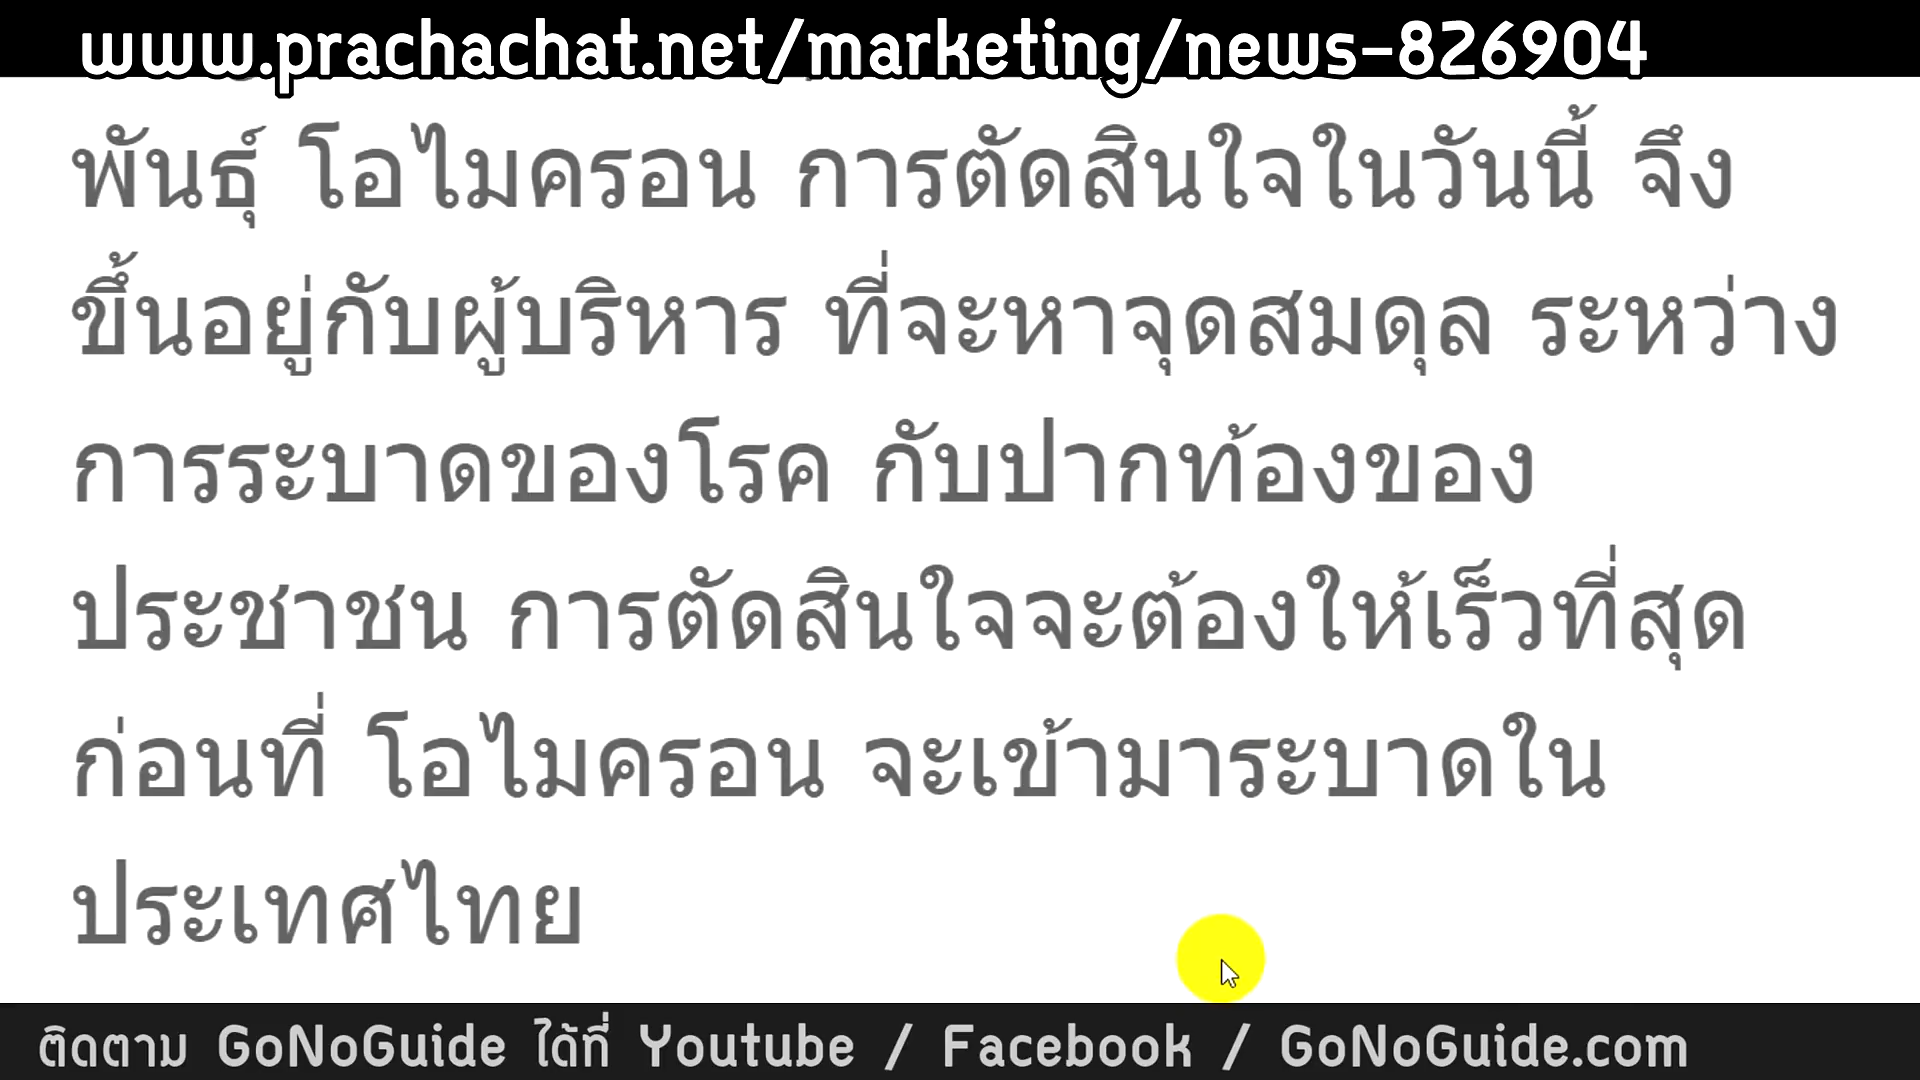 www.prachachat.net/marketing/news-826904
พันธุ์ โอไมครอน การตัดสินใจในวันนี้ จึง
ขึ้นอยู่กับผู้บริหาร ที่จะหาจุดสมดุล ระหว่าง
การระบาดของโรค กับปากท้องของ
ประชาชน การตัดสินใจจะต้องให้เร็วที่สุด
ก่อนที่ โอไมครอน จะเข้ามาระบาดใน
ประเทศไทย
ติดตาม GoNoGuide ได้ที่ Youtube / Facebook / GoNoGuide.com